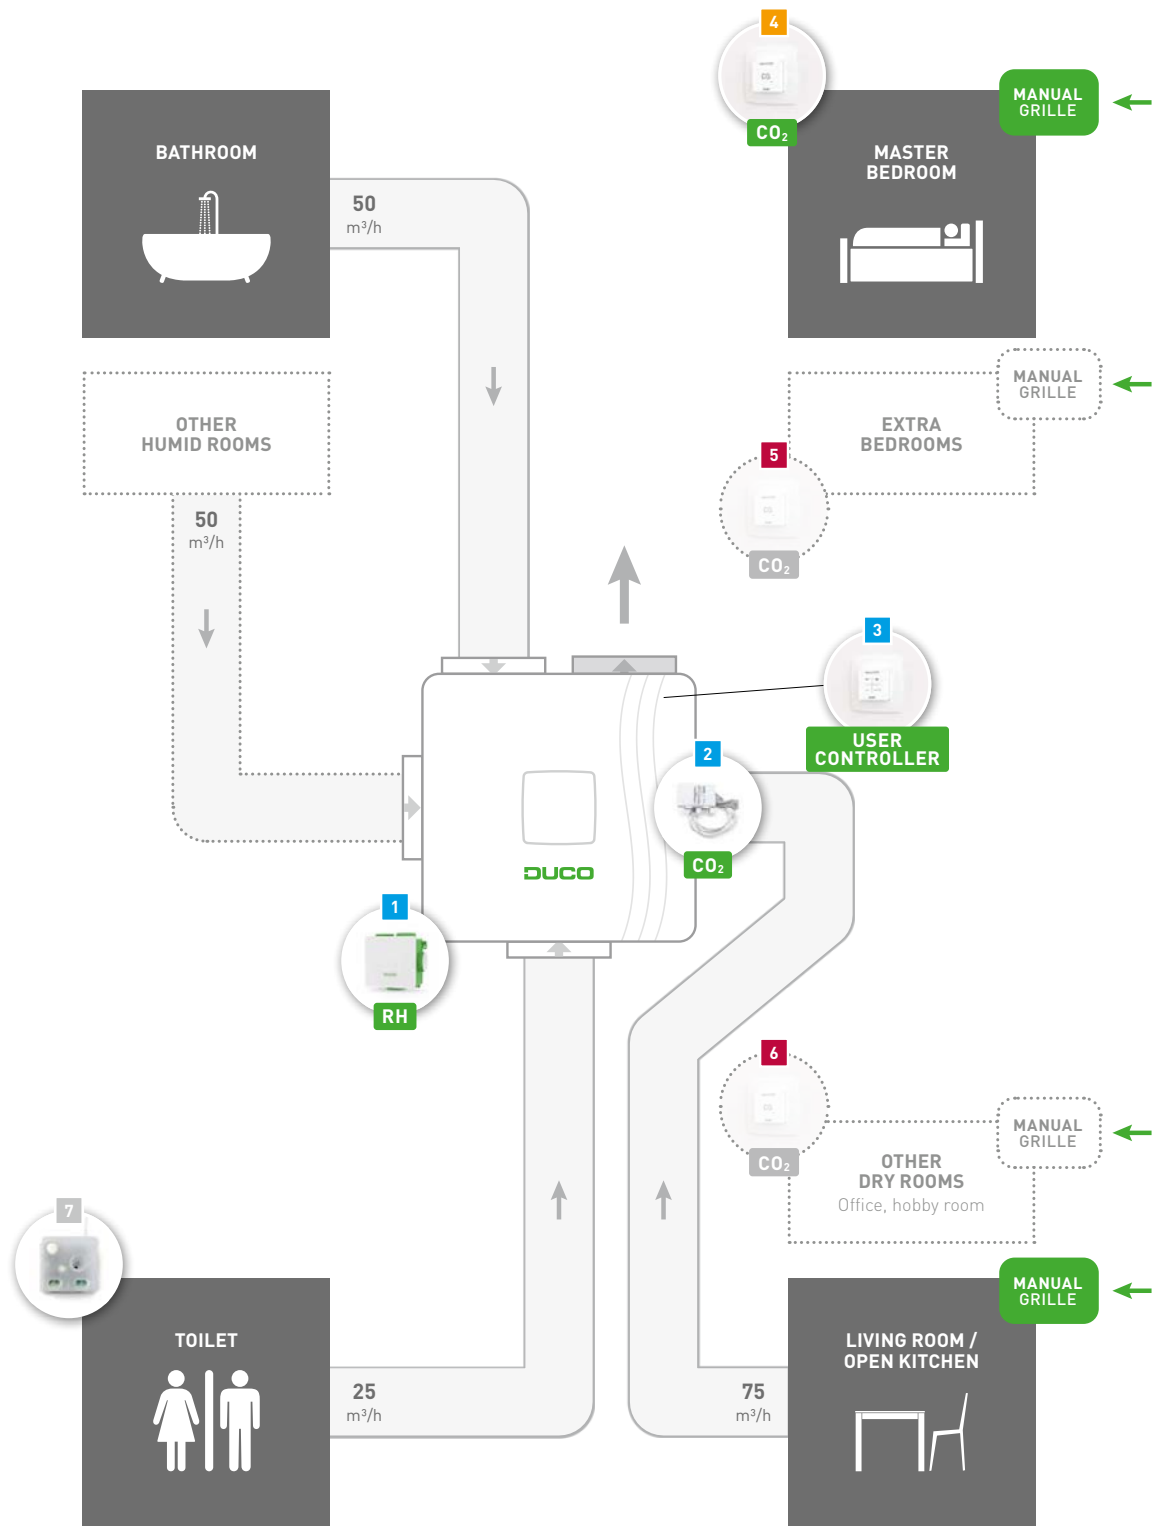 4
MANUAL
GRILLE
CO₂
BATHROOM
MASTER
BEDROOM
50
m³/h
MANUAL
GRILLE
OTHER
HUMID ROOMS
EXTRA
BEDROOMS
5
50
m³/h
CO₂
3
USER
CONTROLLER
2
CO₂
DUCO
1
RH
6
MANUAL
GRILLE
CO₂
OTHER
DRY ROOMS
Office, hobby room
7
MANUAL
GRILLE
TOILET
LIVING ROOM /
OPEN KITCHEN
25
m³/h
75
m³/h